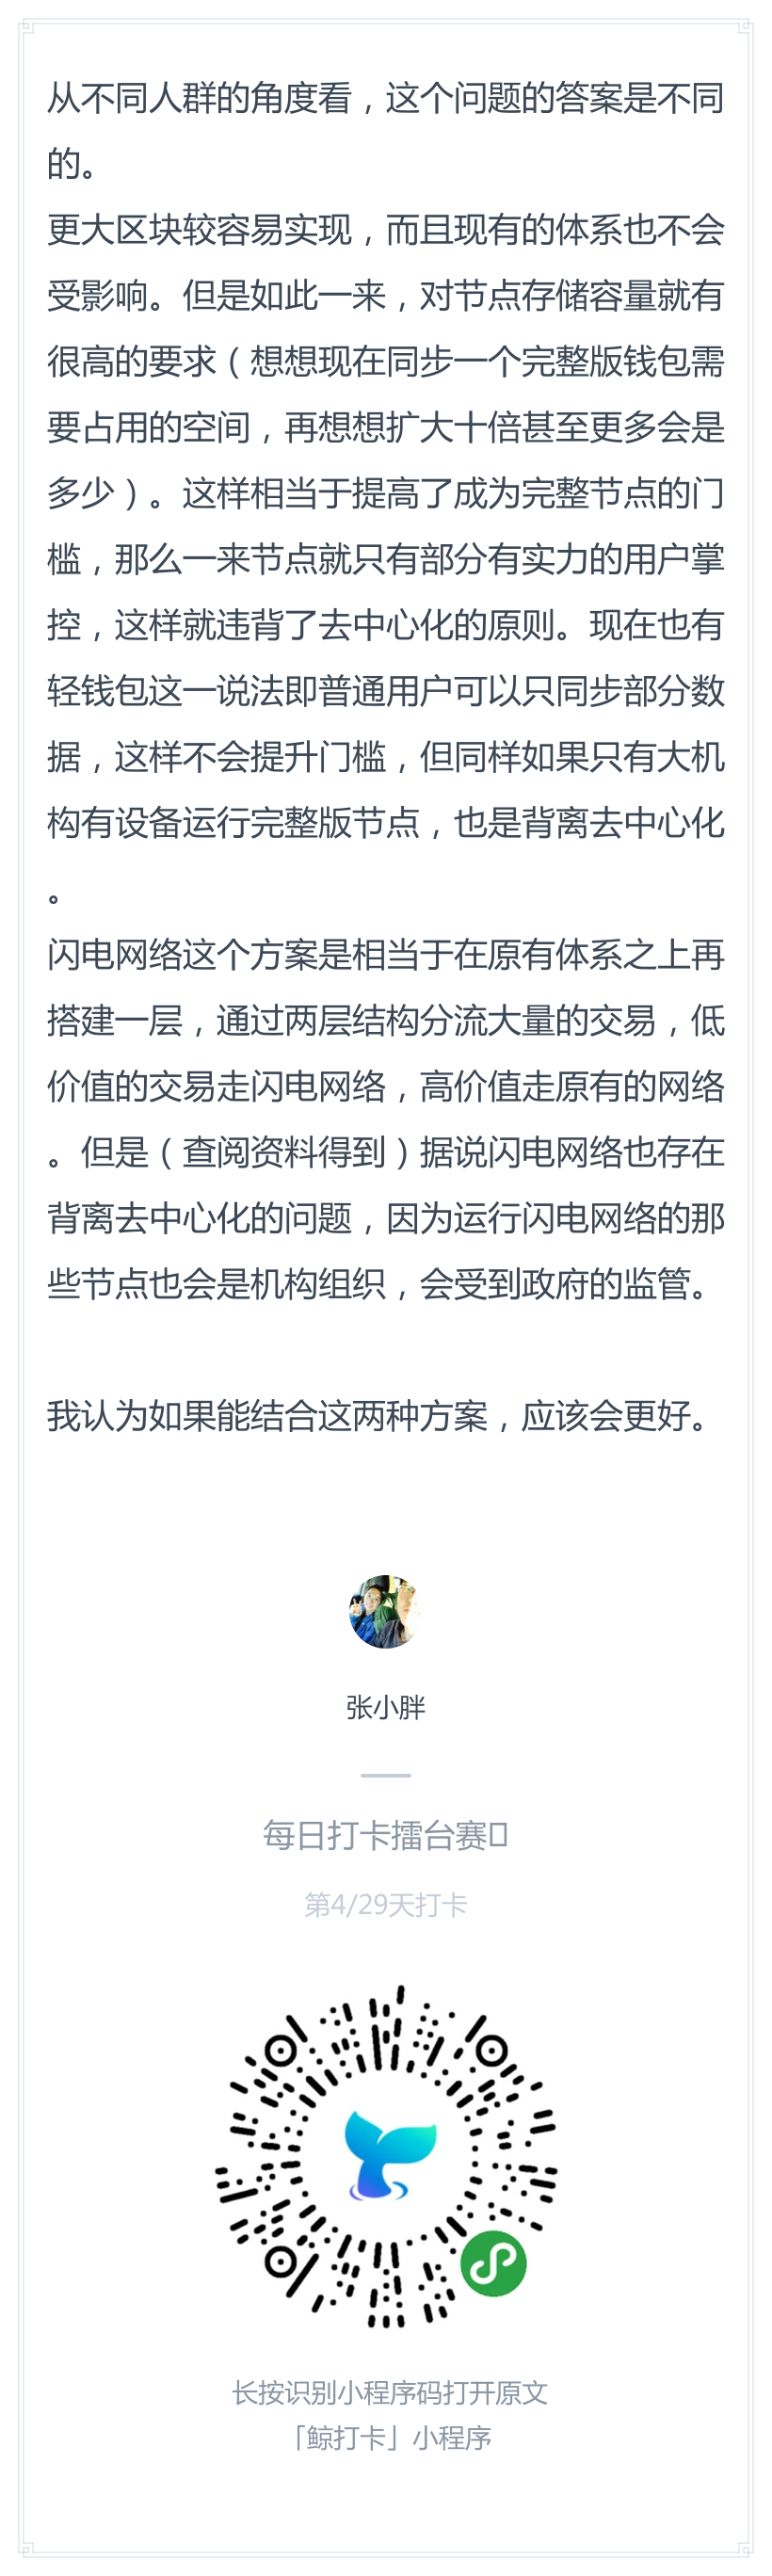 从不同人群的角度看，这个问题的答案是不同
的。
更大区块较容易实现，而且现有的体系也不会
受影响。但是如此一来，对节点存储容量就有
很高的要求（想想现在同步一个完整版钱包需
要占用的空间，再想想扩大十倍甚至更多会是
多少）。这样相当于提高了成为完整节点的门
槛，那么一来节点就只有部分有实力的用户掌
控，这样就违背了去中心化的原则。现在也有
轻钱包这一说法即普通用户可以只同步部分数
据，这样不会提升门槛，但同样如果只有大机
构有设备运行完整版节点，也是背离去中心化
。
闪电网络这个方案是相当于在原有体系之上再
搭建一层，通过两层结构分流大量的交易，低
价值的交易走闪电网络，高价值走原有的网络
。但是（查阅资料得到）据说闪电网络也存在
背离去中心化的问题，因为运行闪电网络的那
些节点也会是机构组织，会受到政府的监管。
我认为如果能结合这两种方案，应该会更好。
张小胖
每日打卡擂台赛
第4/29天打卡
长按识别小程序码打开原文
「鲸打卡」小程序